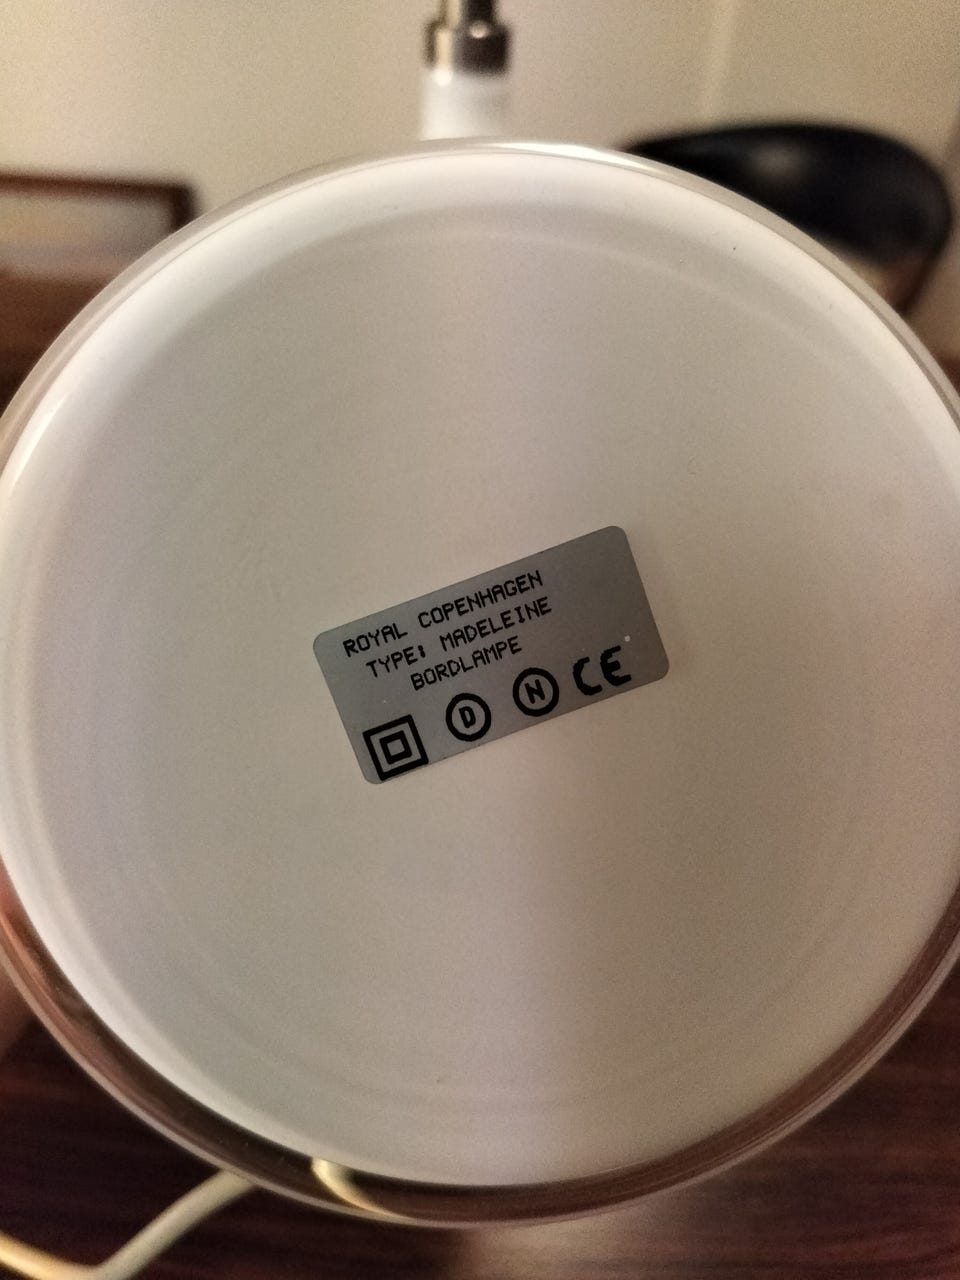 ROYAL COPENHAGEN
TYPE: MADELEINE
BORDLAMPE
D N CE